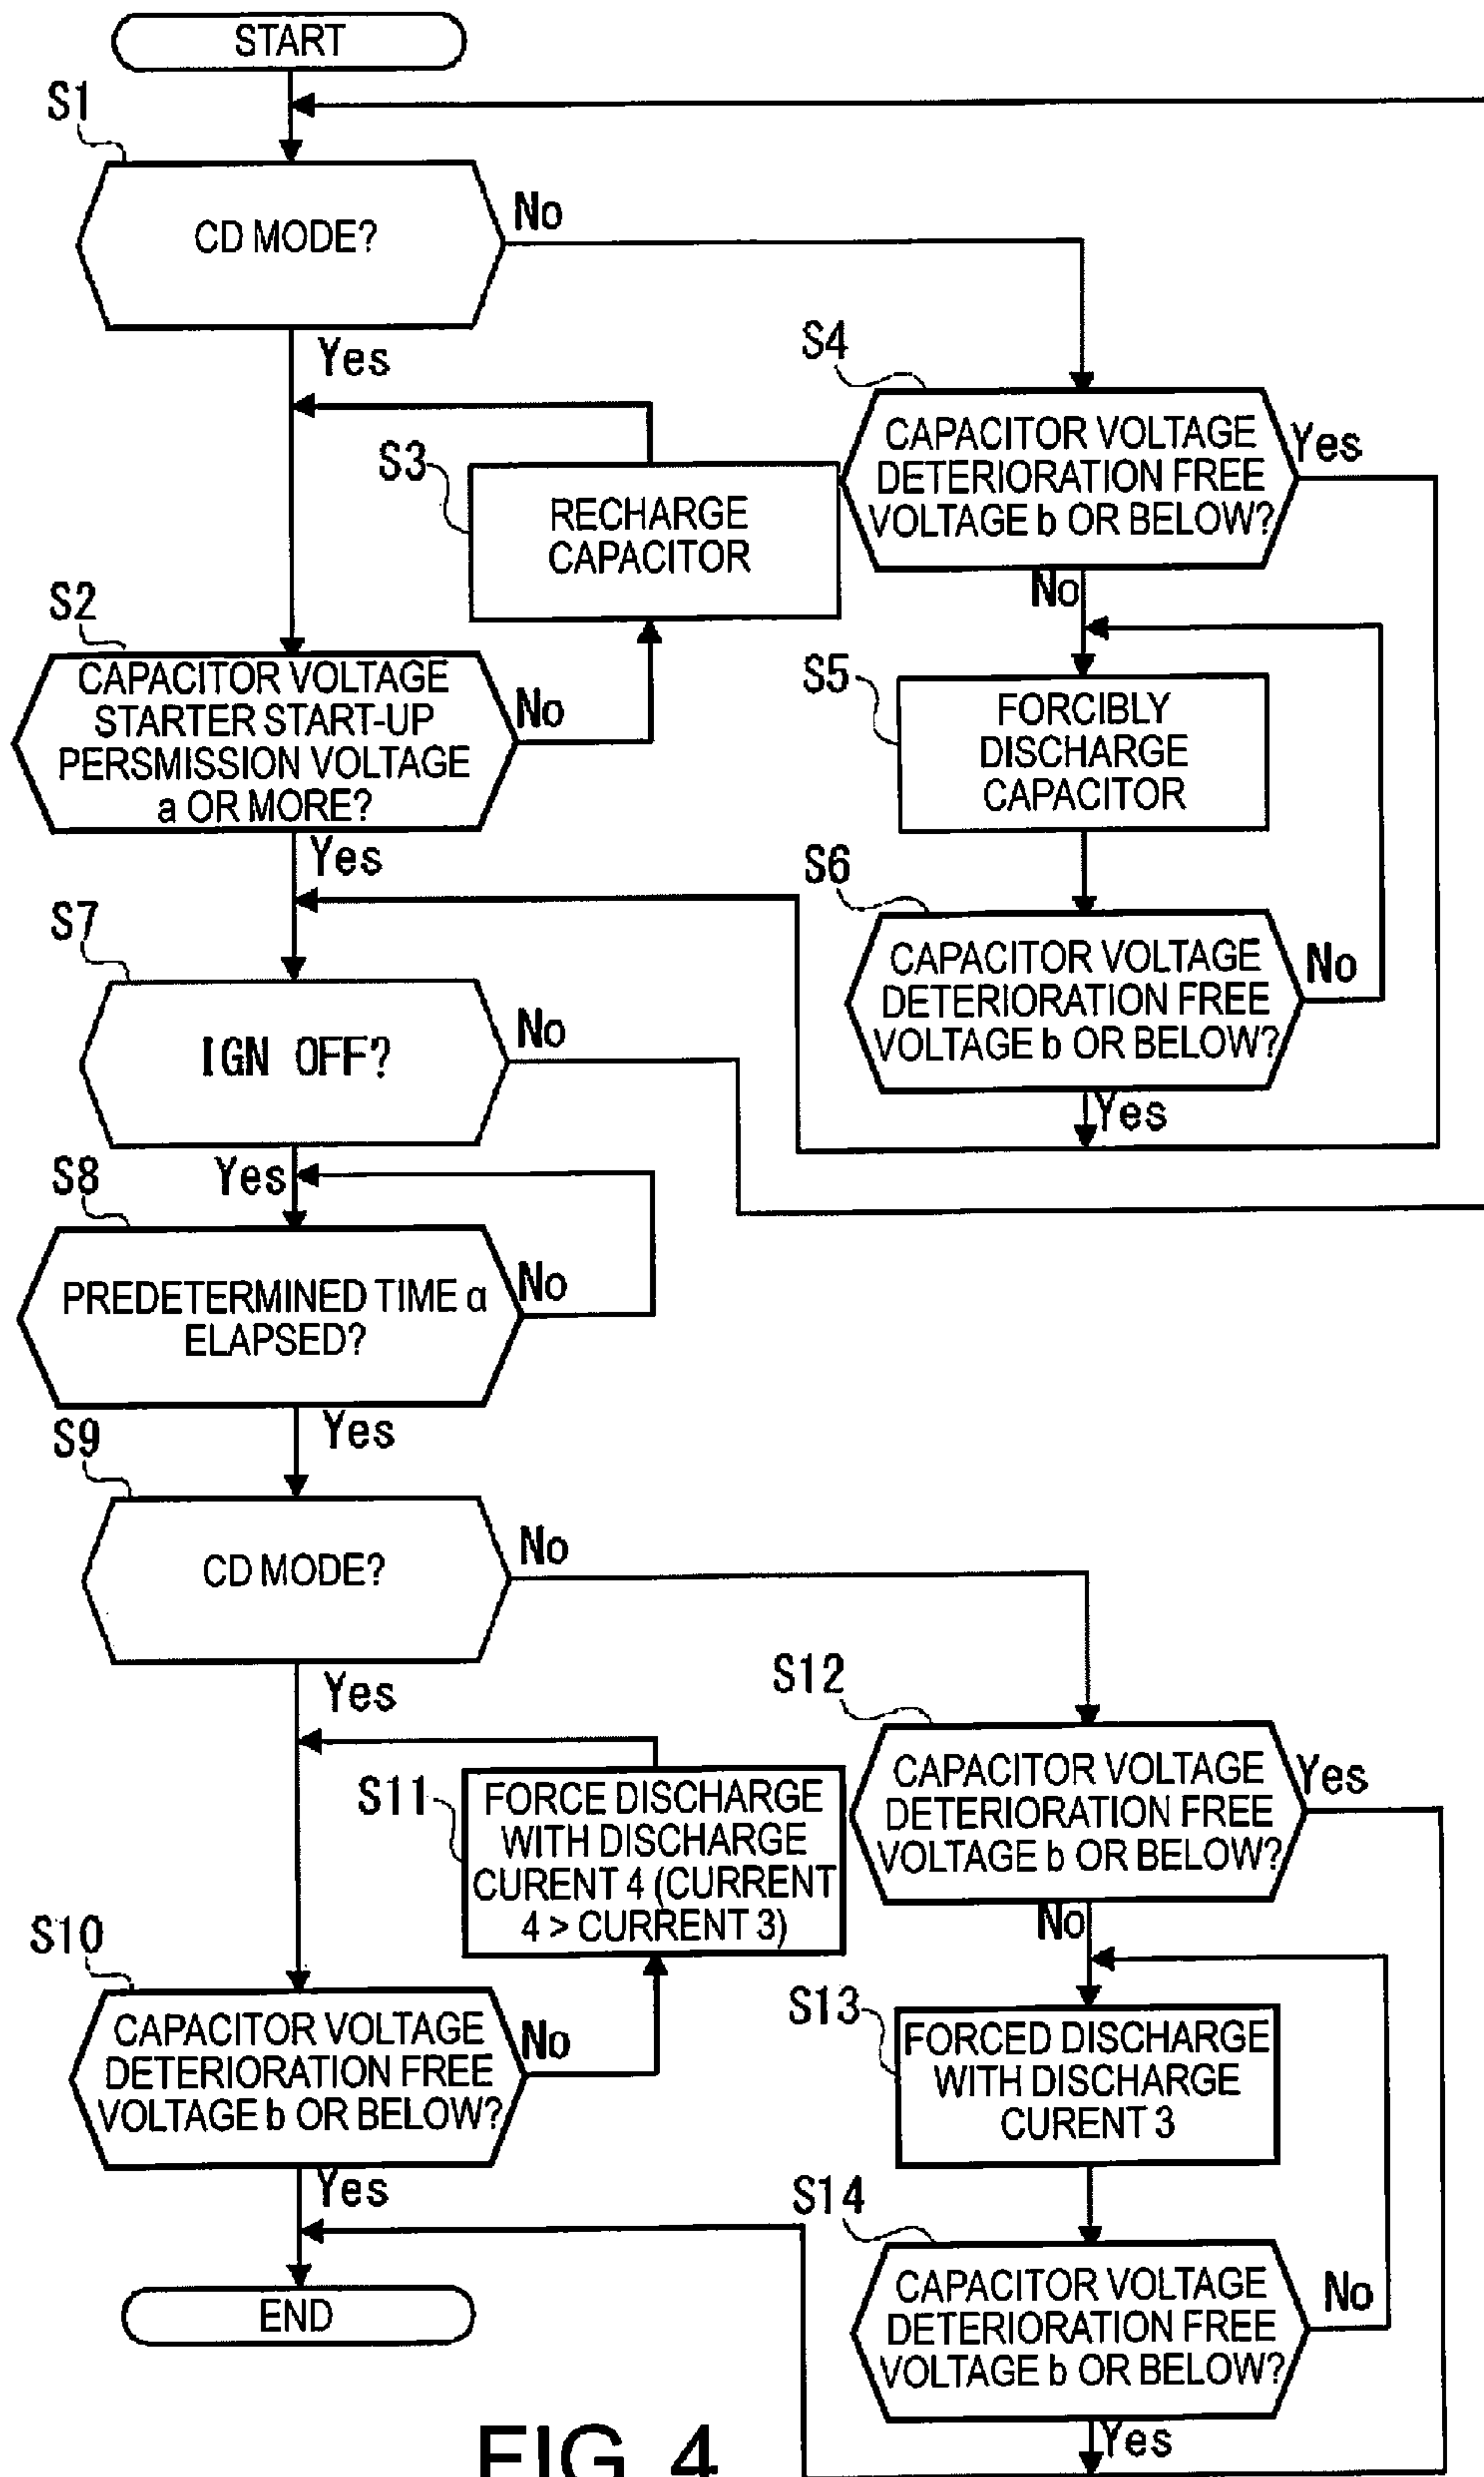 START
S1
CD MODE?
No
Yes
S4
CAPACITOR VOLTAGE
DETERIORATION FREE
VOLTAGE b OR BELOW?
Yes
No
S3
RECHARGE
CAPACITOR
S2
CAPACITOR VOLTAGE
STARTER START-UP
PERSMISSION VOLTAGE
a OR MORE?
No
Yes
S5
FORCIBLY
DISCHARGE
CAPACITOR
S6
CAPACITOR VOLTAGE
DETERIORATION FREE
VOLTAGE b OR BELOW?
No
Yes
S7
IGN OFF?
No
Yes
S8
PREDETERMINED TIME α
ELAPSED?
No
Yes
S9
CD MODE?
No
Yes
S12
CAPACITOR VOLTAGE
DETERIORATION FREE
VOLTAGE b OR BELOW?
Yes
No
S11
FORCE DISCHARGE
WITH DISCHARGE
CURENT 4 (CURRENT
4 > CURRENT 3)
S10
CAPACITOR VOLTAGE
DETERIORATION FREE
VOLTAGE b OR BELOW?
No
Yes
S13
FORCED DISCHARGE
WITH DISCHARGE
CURENT 3
S14
CAPACITOR VOLTAGE
DETERIORATION FREE
VOLTAGE b OR BELOW?
No
Yes
END
FIG. 4